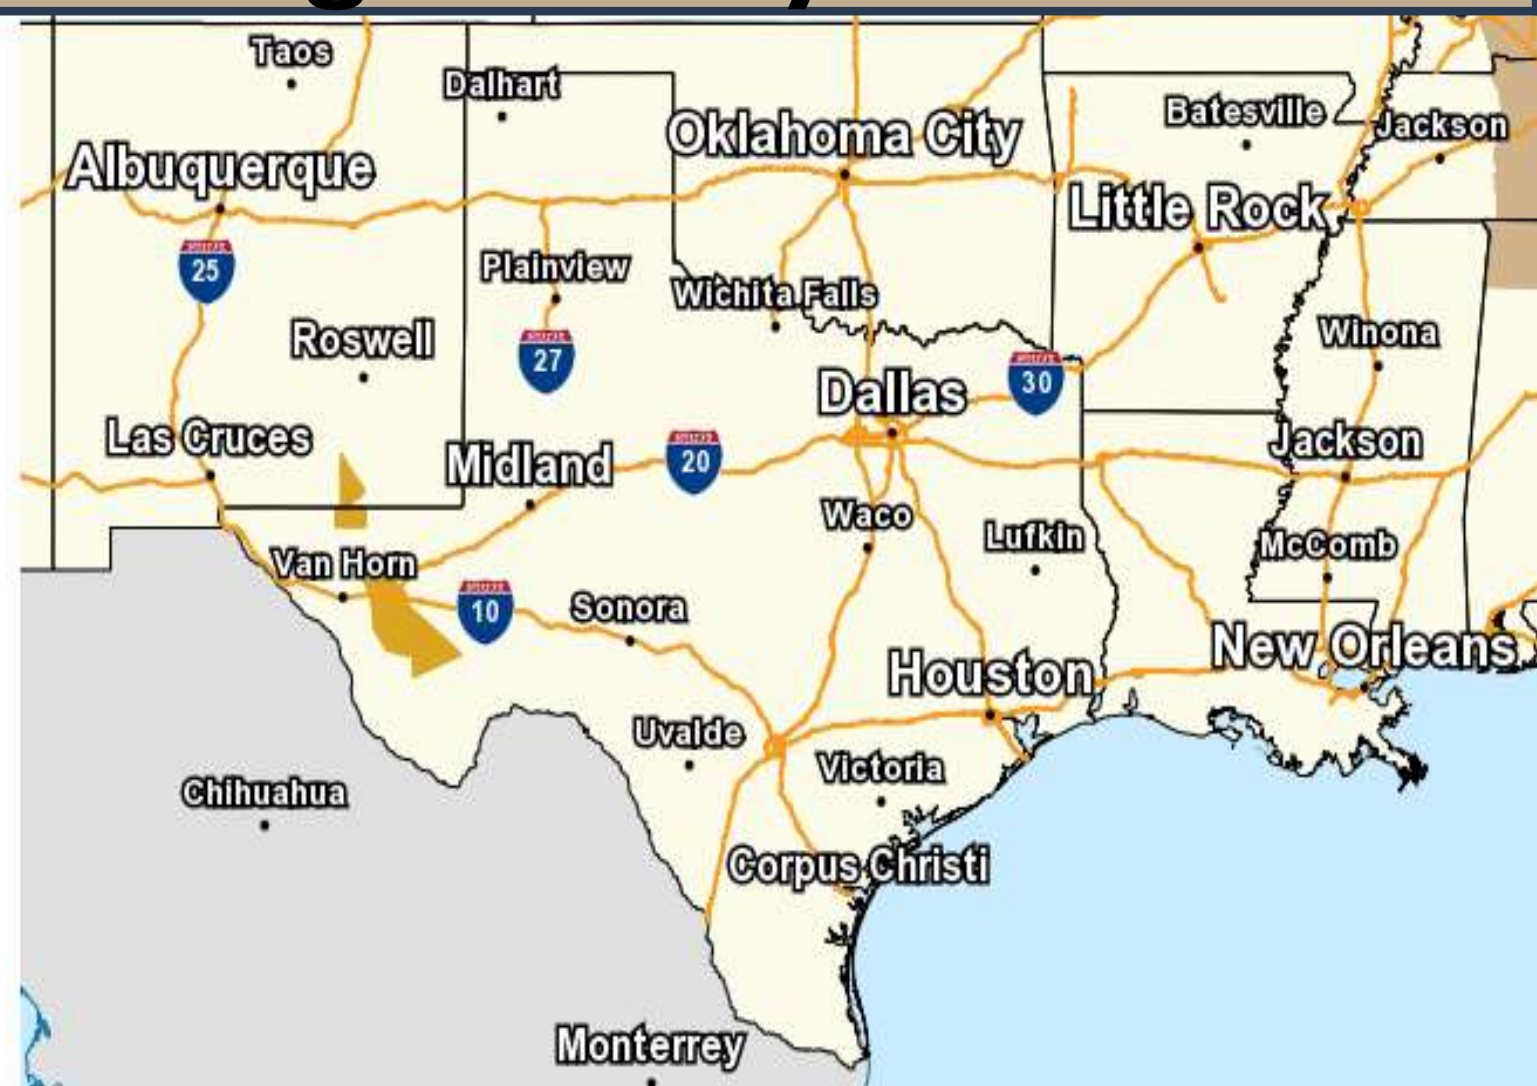 Taos
Dalhart
Batesville
Jackson
Oklahoma City
Albuquerque
Little Rock
25
Plainview
Wichita Falls
Roswell
Winona
27
30
Dallas
Las Cruces
Midland
20
Jackson
Waco
Lufkin
McComb
Van Horn
10
Sonora
New Orleans
Houston
Uvalde
Victoria
Chihuahua
Corpus Christi
Monterrey